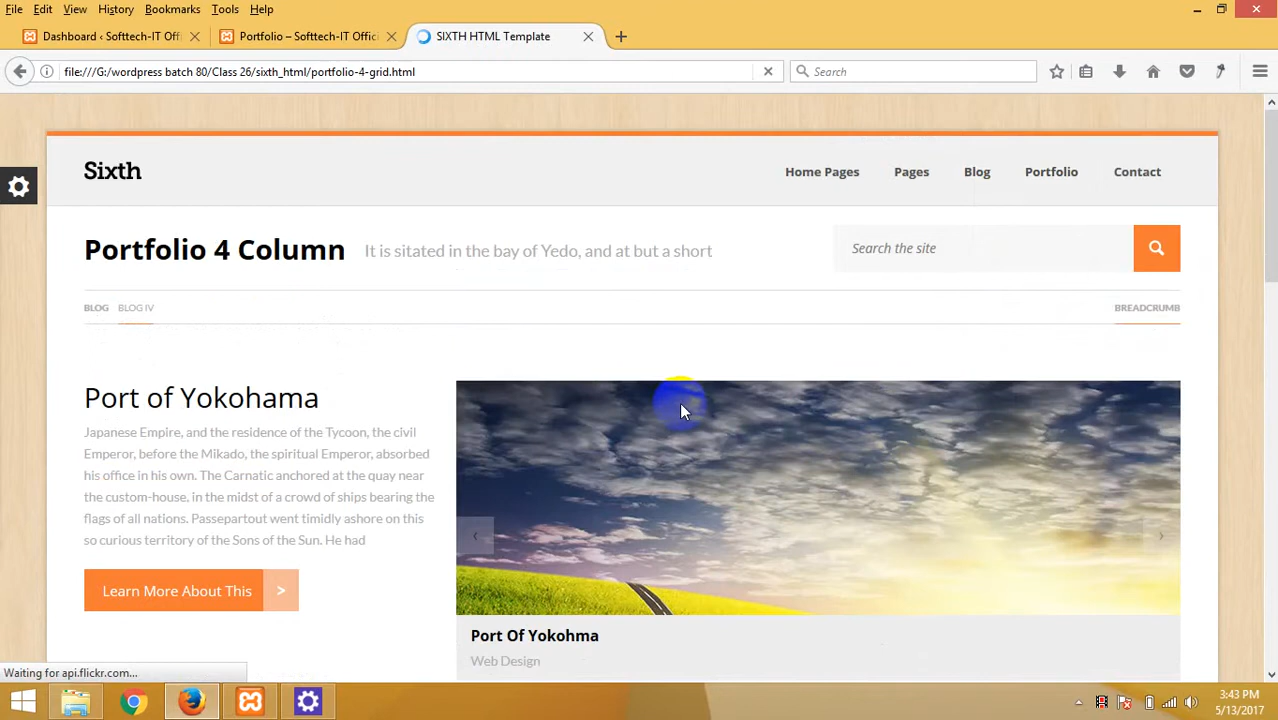 File Edit View History Bookmarks Tools Help
Dashboard ‹ Softtech-IT Offi
Portfolio – Softtech-IT Offici
SIXTH HTML Template
file:///G:/wordpress batch 80/Class 26/sixth_html/portfolio-4-grid.html
Search
Sixth
Home Pages Pages Blog Portfolio Contact
Portfolio 4 Column It is sitated in the bay of Yedo, and at but a short
Search the site
BLOG BLOG IV
BREADCRUMB
Port of Yokohama
Japanese Empire, and the residence of the Tycoon, the civil
Emperor, before the Mikado, the spiritual Emperor, absorbed
his office in his own. The Carnatic anchored at the quay near
the custom-house, in the midst of a crowd of ships bearing the
flags of all nations. Passepartout went timidly ashore on this
so curious territory of the Sons of the Sun. He had
Learn More About This >
Port Of Yokohma
Web Design
Waiting for api.flickr.com...
3:43 PM
5/13/2017